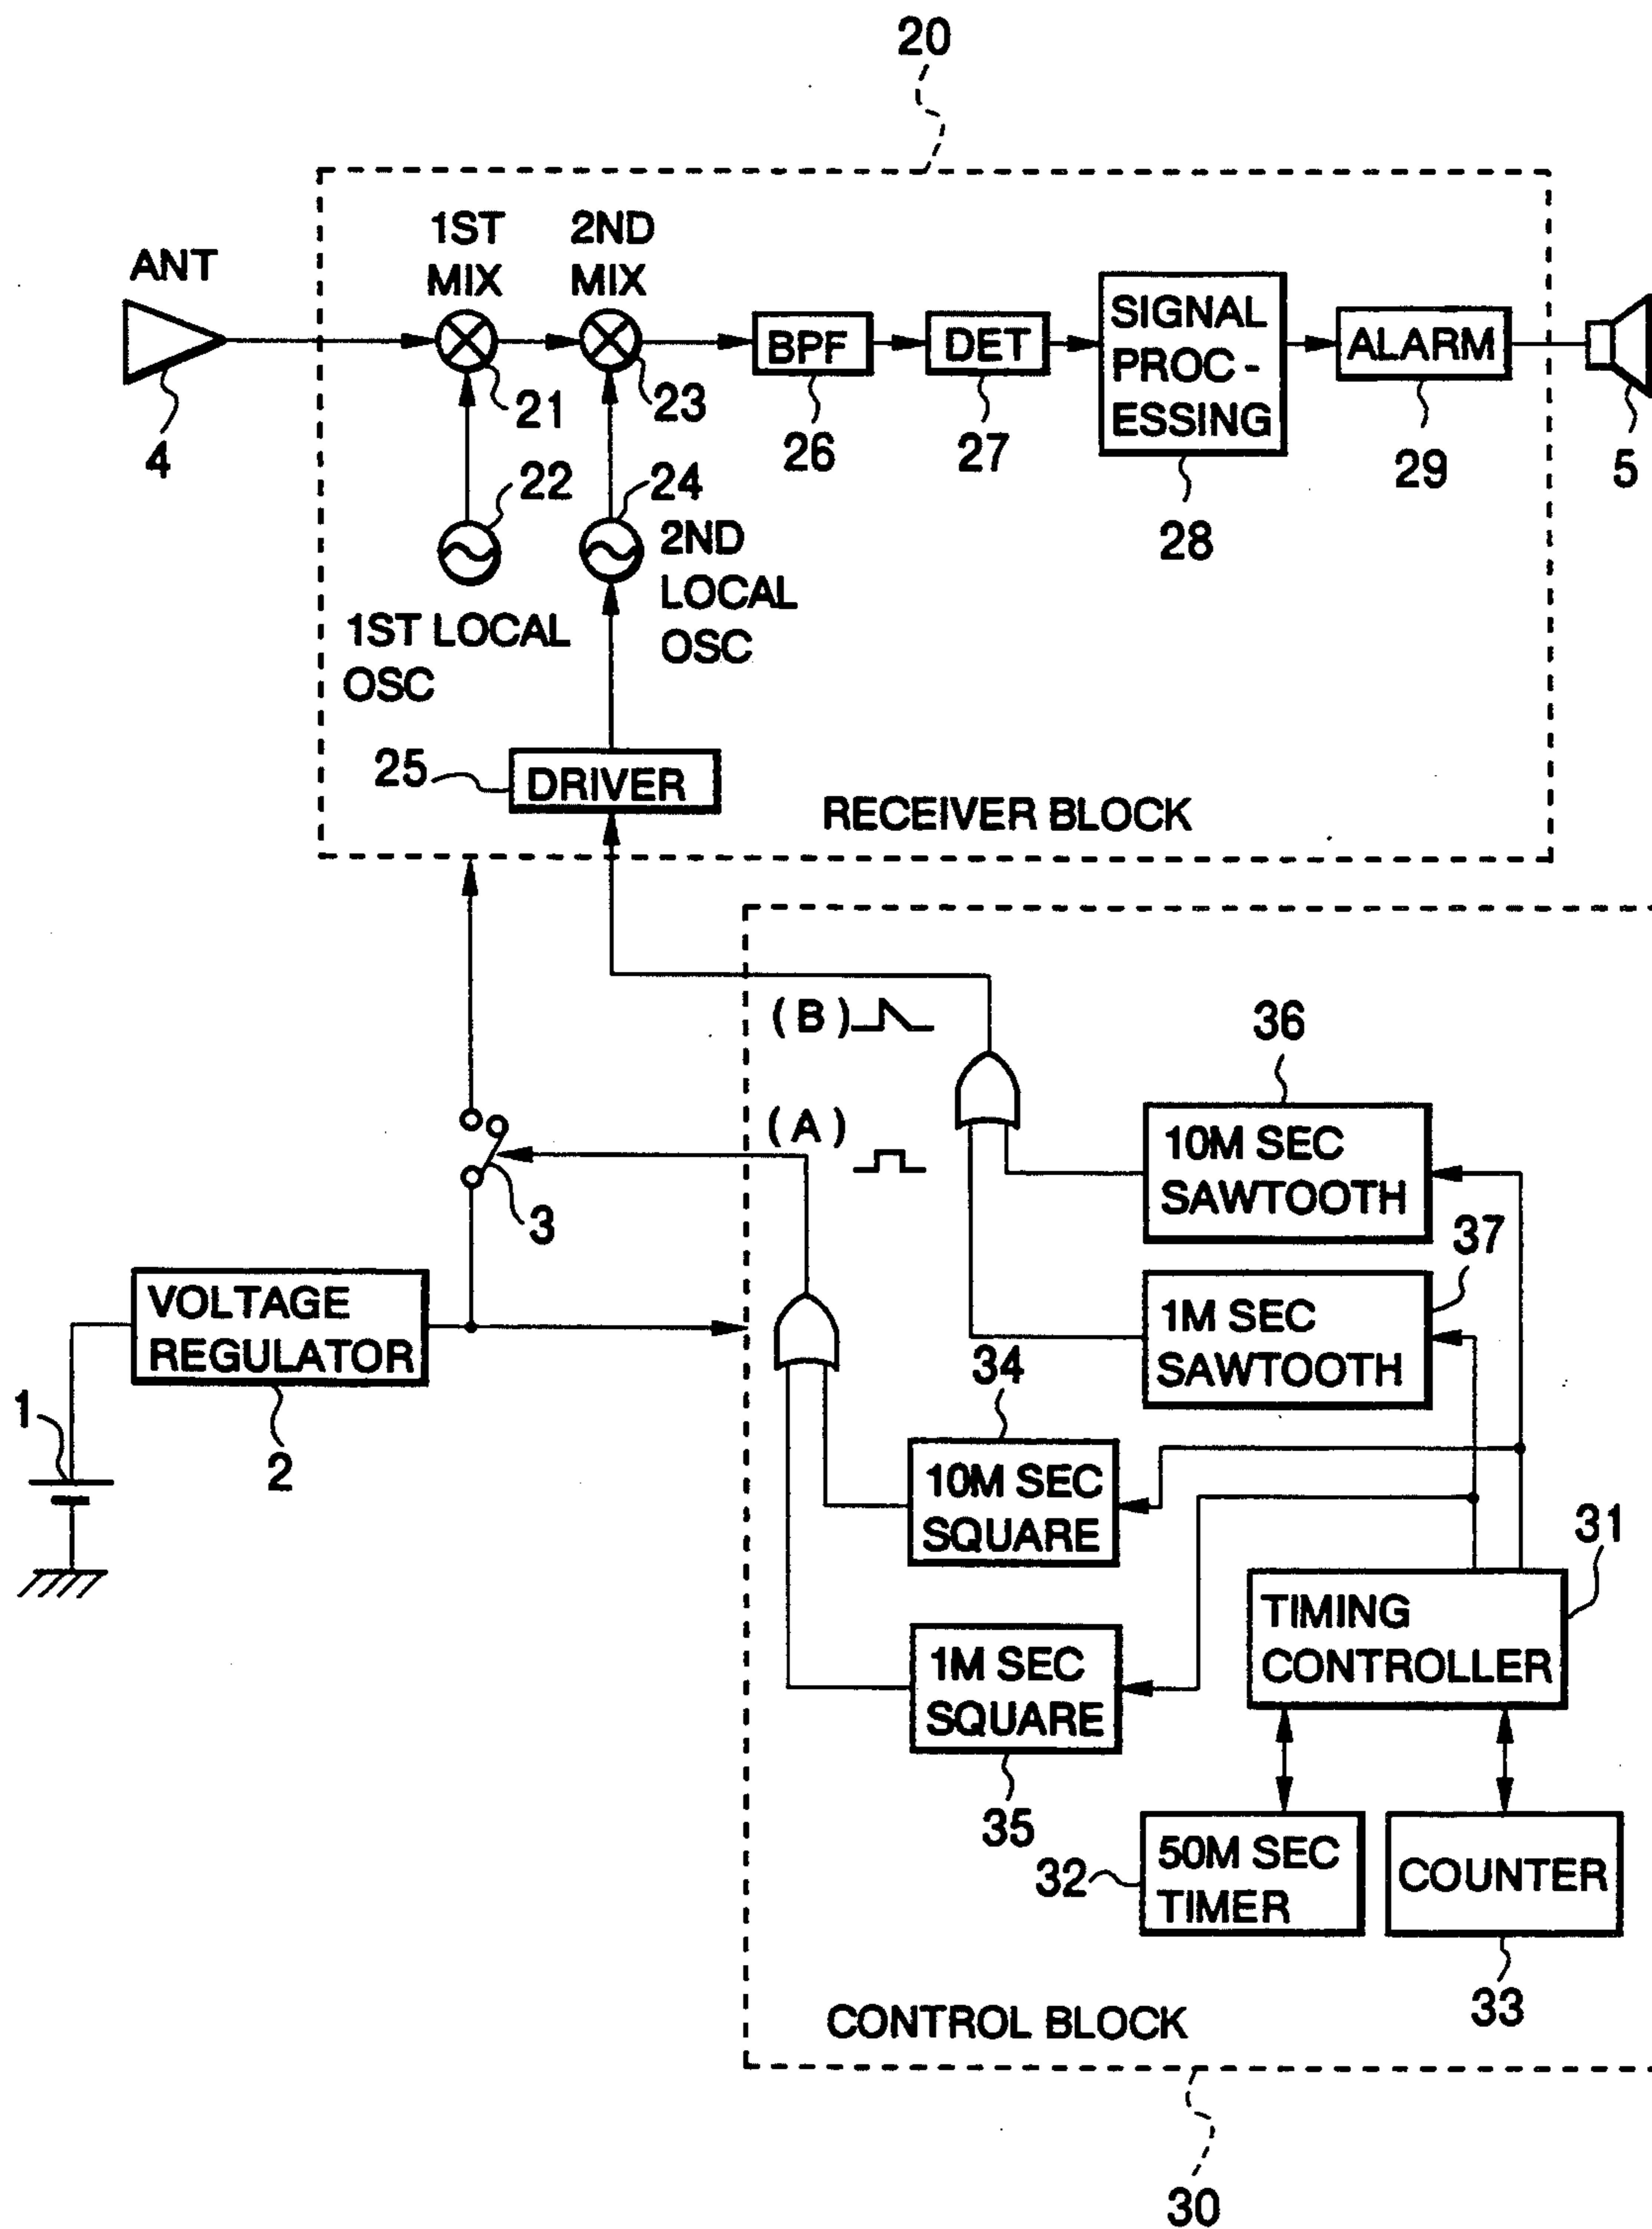 20
1ST
MIX
2ND
MIX
ANT
4
21
23
BPF
26
DET
27
SIGNAL
PROC -
ESSING
28
ALARM
29
5
22
1ST LOCAL
OSC
24
2ND
LOCAL
OSC
25
DRIVER
RECEIVER BLOCK
(B)
(A)
3
36
10M SEC
SAWTOOTH
37
1M SEC
SAWTOOTH
VOLTAGE
REGULATOR
2
1
34
10M SEC
SQUARE
1M SEC
SQUARE
35
31
TIMING
CONTROLLER
32
50M SEC
TIMER
COUNTER
33
CONTROL BLOCK
30